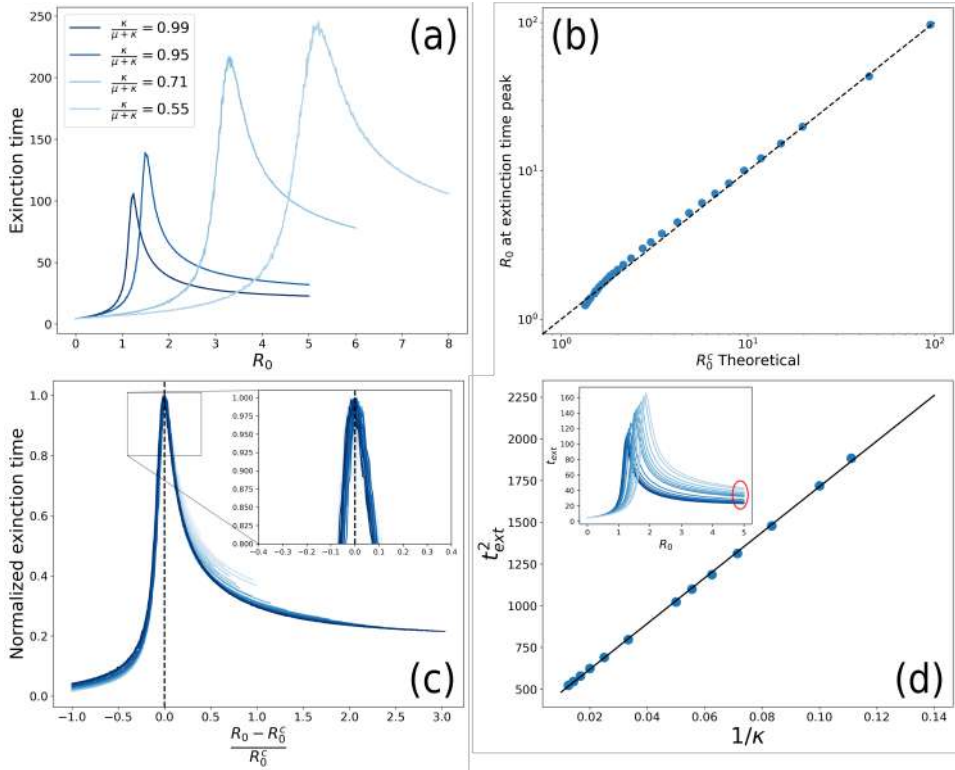 (a)
Exinction time
250
200
150
100
50
0
κ/(μ+κ) = 0.99
κ/(μ+κ) = 0.95
κ/(μ+κ) = 0.71
κ/(μ+κ) = 0.55
0 1 2 3 4 5 6 7 8
R₀
(b)
R₀ at extinction time peak
10²
10¹
10⁰
10⁰ 10¹ 10²
R₀ᶜ Theoretical
(c)
Normalized extinction time
1.0
0.8
0.6
0.4
0.2
0.0
-1.0 -0.5 0.0 0.5 1.0 1.5 2.0 2.5 3.0
(R₀ − R₀ᶜ)/R₀ᶜ
1.000
0.975
0.950
0.925
0.900
0.875
0.850
0.825
0.800
-0.4 -0.3 -0.2 -0.1 0.0 0.1 0.2 0.3 0.4
(d)
t²ext
2250
2000
1750
1500
1250
1000
750
500
0.02 0.04 0.06 0.08 0.10 0.12 0.14
1/κ
t_ext
160
140
120
100
80
60
40
20
0
0 1 2 3 4 5
R₀